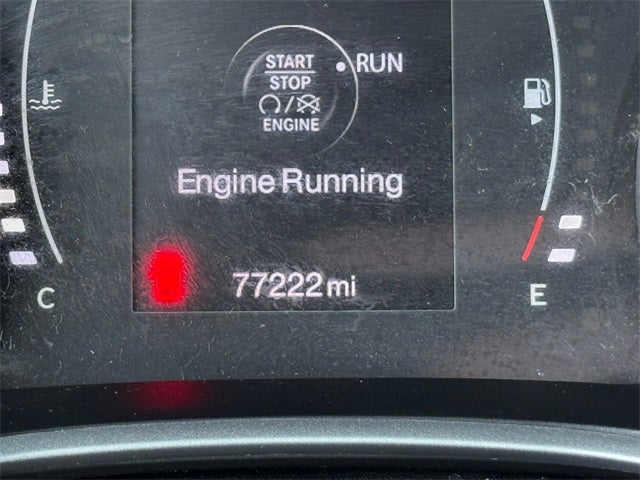 START
STOP
RUN
ENGINE
Engine Running
77222 mi
C
E